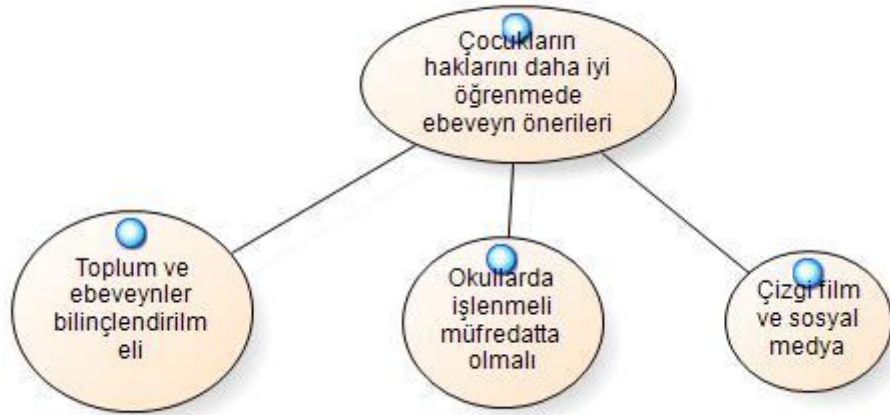 Çocukların
haklarını daha iyi
öğrenmede
ebeveyn önerileri
Toplum ve
ebeveynler
bilinçlendirilm
eli
Okullarda
işlenmeli
müfredatta
olmalı
Çizgi film
ve sosyal
medya